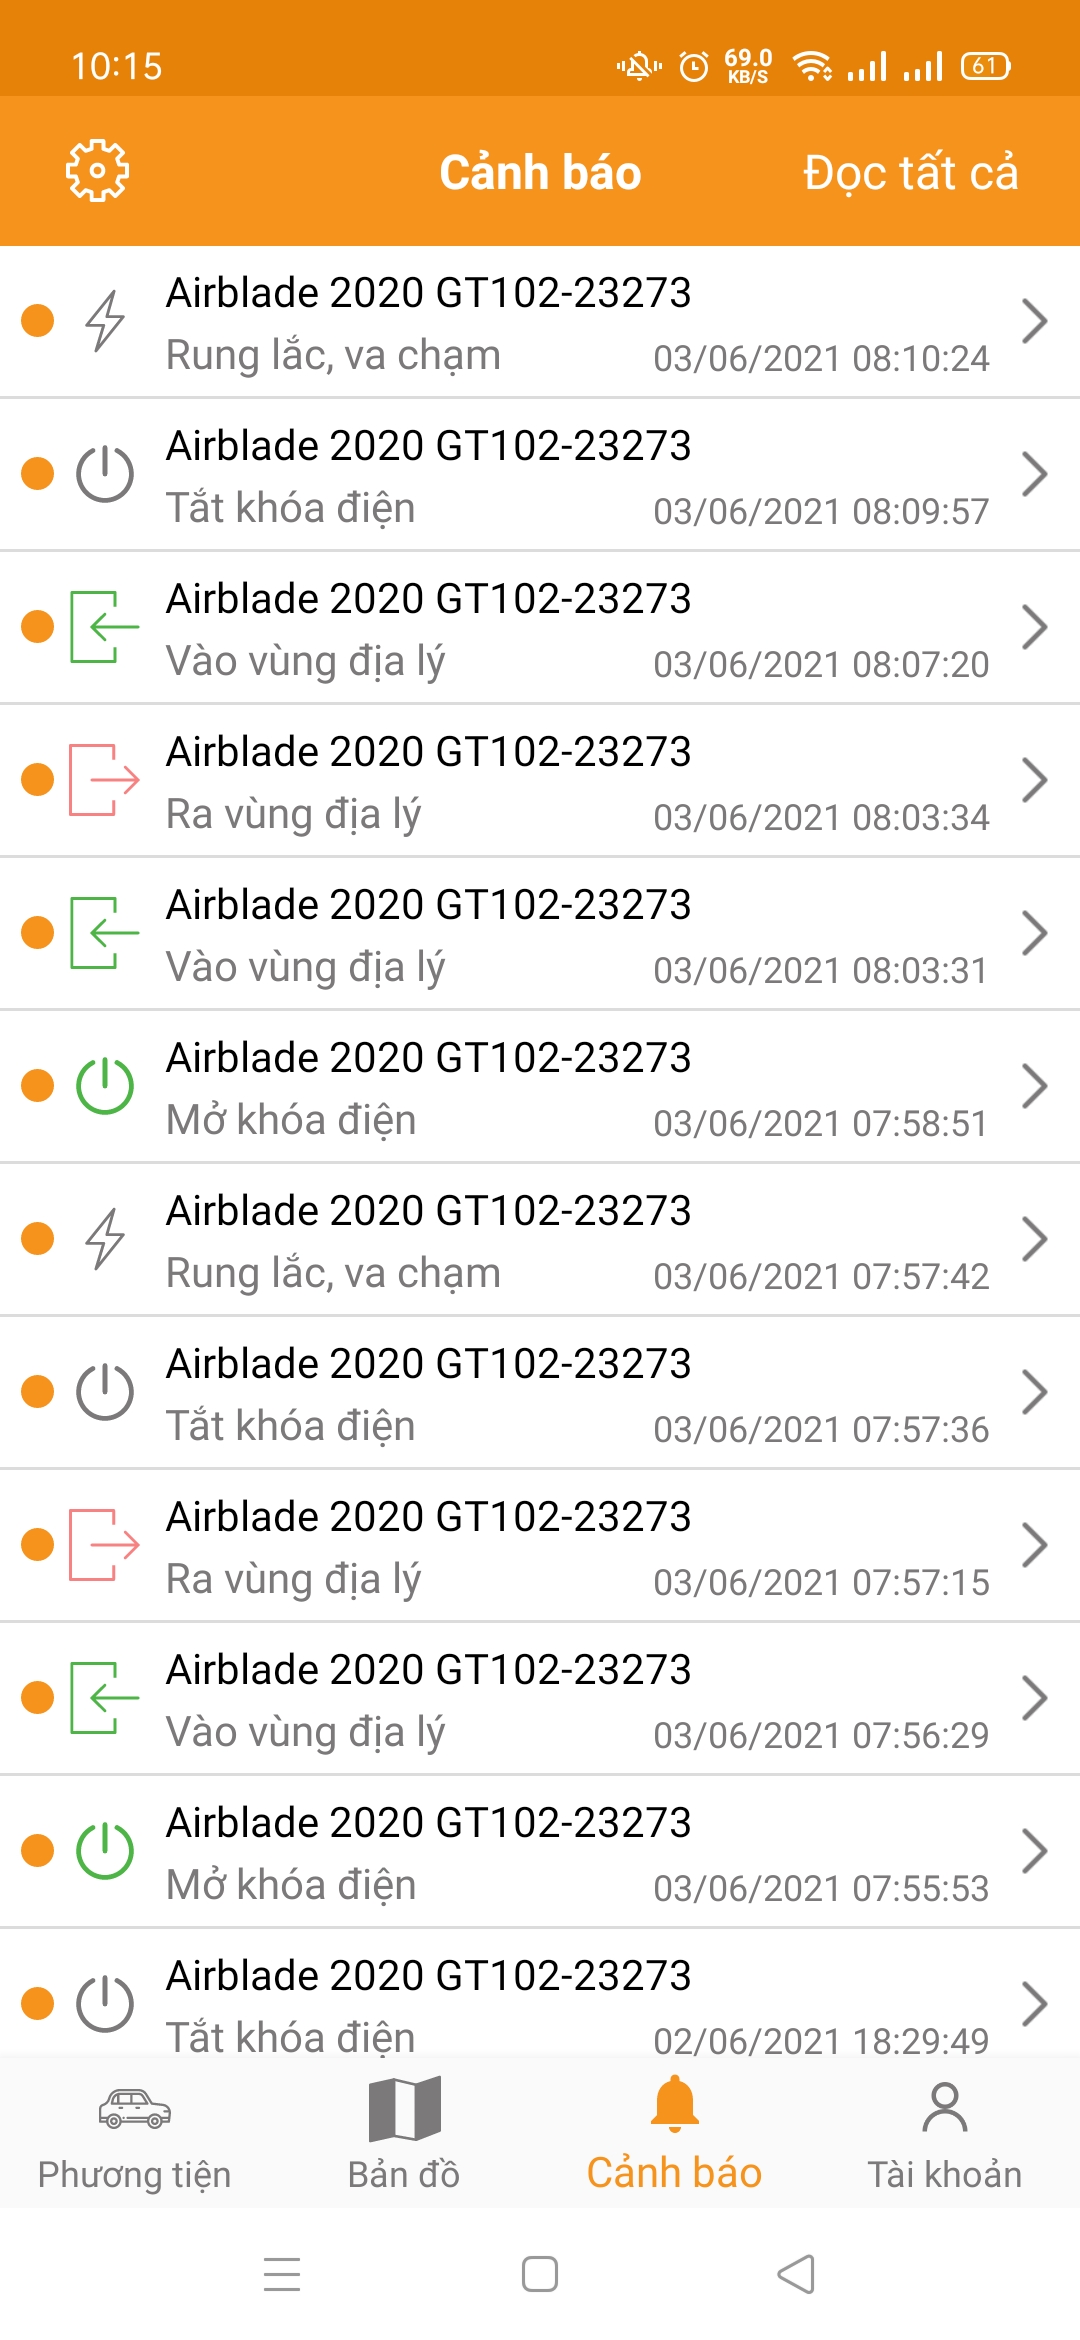 10:15
69.0
KB/S
61
Cảnh báo
Đọc tất cả
Airblade 2020 GT102-23273
Rung lắc, va chạm 03/06/2021 08:10:24
Airblade 2020 GT102-23273
Tắt khóa điện 03/06/2021 08:09:57
Airblade 2020 GT102-23273
Vào vùng địa lý 03/06/2021 08:07:20
Airblade 2020 GT102-23273
Ra vùng địa lý 03/06/2021 08:03:34
Airblade 2020 GT102-23273
Vào vùng địa lý 03/06/2021 08:03:31
Airblade 2020 GT102-23273
Mở khóa điện 03/06/2021 07:58:51
Airblade 2020 GT102-23273
Rung lắc, va chạm 03/06/2021 07:57:42
Airblade 2020 GT102-23273
Tắt khóa điện 03/06/2021 07:57:36
Airblade 2020 GT102-23273
Ra vùng địa lý 03/06/2021 07:57:15
Airblade 2020 GT102-23273
Vào vùng địa lý 03/06/2021 07:56:29
Airblade 2020 GT102-23273
Mở khóa điện 03/06/2021 07:55:53
Airblade 2020 GT102-23273
Tắt khóa điện 02/06/2021 18:29:49
Phương tiện
Bản đồ
Cảnh báo
Tài khoản